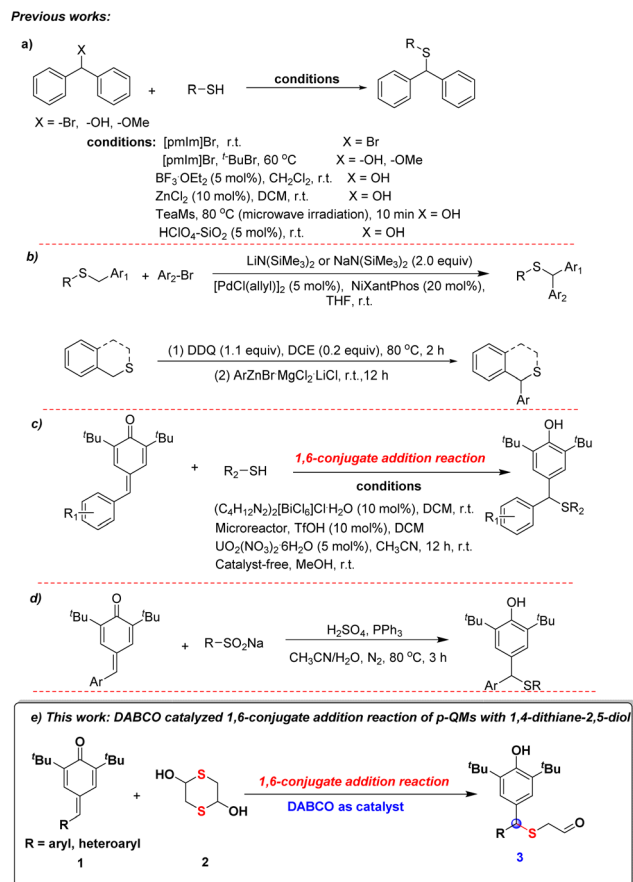 Previous works:
a)
X
+
R–SH
conditions
R
S
X = -Br, -OH, -OMe
conditions: [pmIm]Br, r.t. X = Br
[pmIm]Br, ᵗ-BuBr, 60 °C X = -OH, -OMe
BF₃·OEt₂ (5 mol%), CH₂Cl₂, r.t. X = OH
ZnCl₂ (10 mol%), DCM, r.t. X = OH
TeaMs, 80 °C (microwave irradiation), 10 min X = OH
HClO₄-SiO₂ (5 mol%), r.t. X = OH
b)
R S Ar₁ + Ar₂-Br
LiN(SiMe₃)₂ or NaN(SiMe₃)₂ (2.0 equiv)
[PdCl(allyl)]₂ (5 mol%), NiXantPhos (20 mol%),
THF, r.t.
R S Ar₁
Ar₂
S
(1) DDQ (1.1 equiv), DCE (0.2 equiv), 80 °C, 2 h
(2) ArZnBr·MgCl₂·LiCl, r.t.,12 h
S
Ar
c)
O
ᵗBu ᵗBu
R₁
+
R₂–SH
1,6-conjugate addition reaction
conditions
(C₄H₁₂N₂)₂[BiCl₆]Cl·H₂O (10 mol%), DCM, r.t.
Microreactor, TfOH (10 mol%), DCM
UO₂(NO₃)₂·6H₂O (5 mol%), CH₃CN, 12 h, r.t.
Catalyst-free, MeOH, r.t.
OH
ᵗBu ᵗBu
R₁ SR₂
d)
O
ᵗBu ᵗBu
Ar
+
R–SO₂Na
H₂SO₄, PPh₃
CH₃CN/H₂O, N₂, 80 °C, 3 h
OH
ᵗBu ᵗBu
Ar SR
e) This work: DABCO catalyzed 1,6-conjugate addition reaction of p-QMs with 1,4-dithiane-2,5-diol
O
ᵗBu ᵗBu
R
R = aryl, heteroaryl
1
+
HO S
S OH
2
1,6-conjugate addition reaction
DABCO as catalyst
OH
ᵗBu ᵗBu
R S O
3